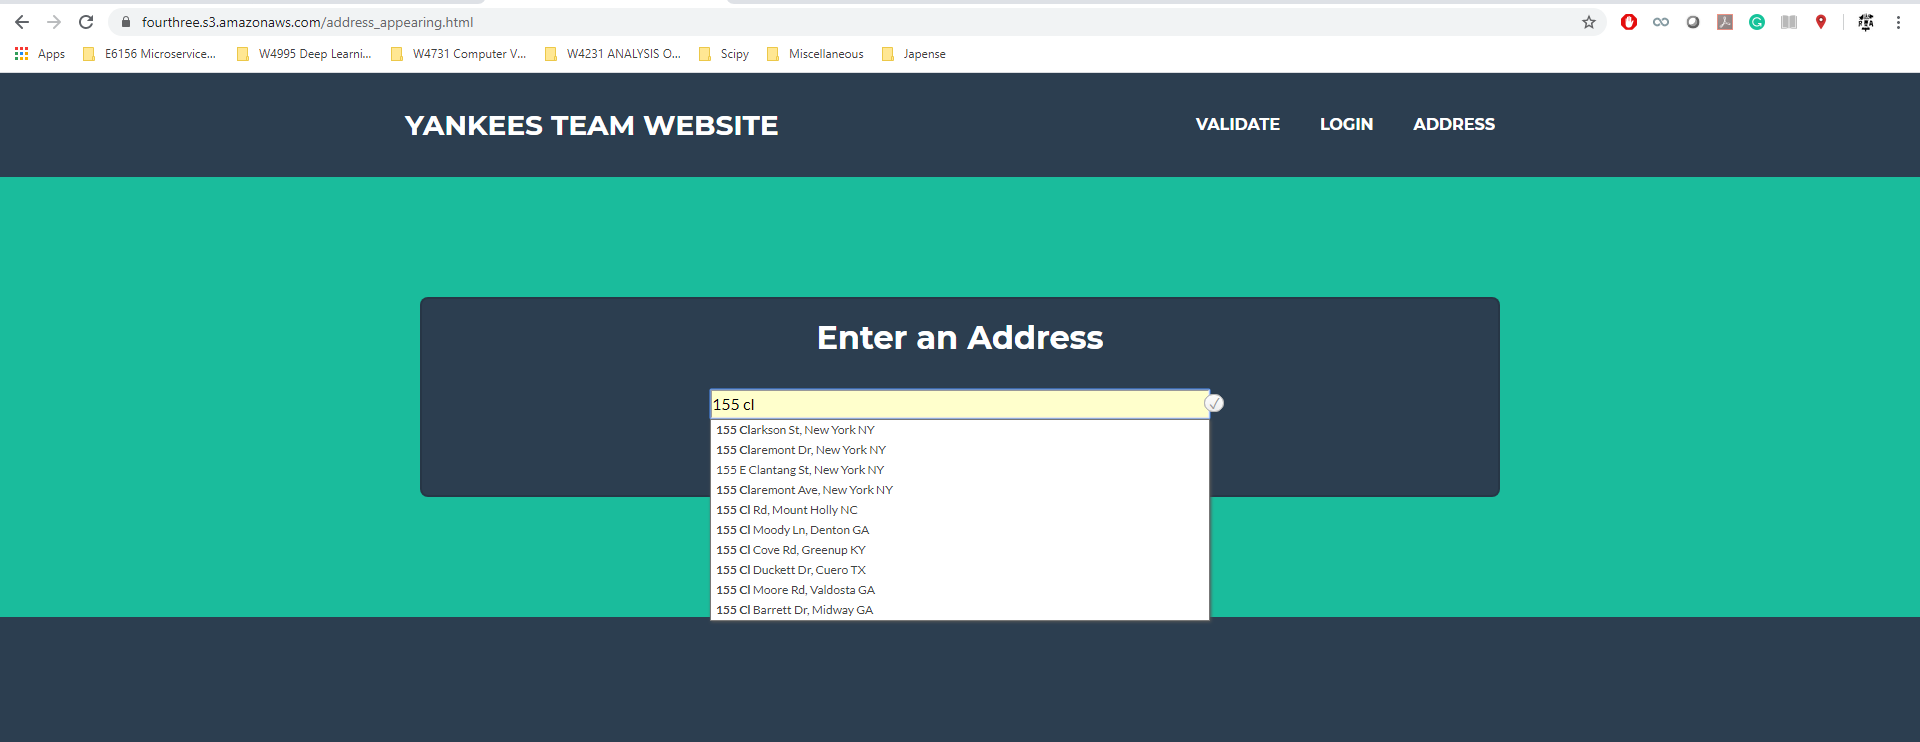 fourthree.s3.amazonaws.com/address_appearing.html
Apps E6156 Microservice... W4995 Deep Learni... W4731 Computer V... W4231 ANALYSIS O... Scipy Miscellaneous Japense
YANKEES TEAM WEBSITE VALIDATE LOGIN ADDRESS
Enter an Address
155 cl
155 Clarkson St, New York NY
155 Claremont Dr, New York NY
155 E Clantang St, New York NY
155 Claremont Ave, New York NY
155 Cl Rd, Mount Holly NC
155 Cl Moody Ln, Denton GA
155 Cl Cove Rd, Greenup KY
155 Cl Duckett Dr, Cuero TX
155 Cl Moore Rd, Valdosta GA
155 Cl Barrett Dr, Midway GA